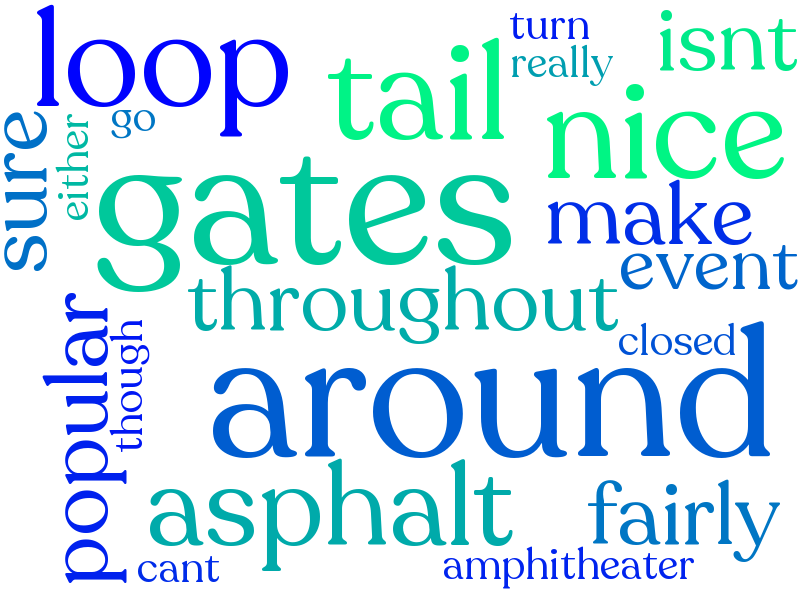 loop
turn
really
isnt
tail
nice
go
sure
either
gates
make
event
throughout
popular
though
closed
around
asphalt
fairly
cant
amphitheater